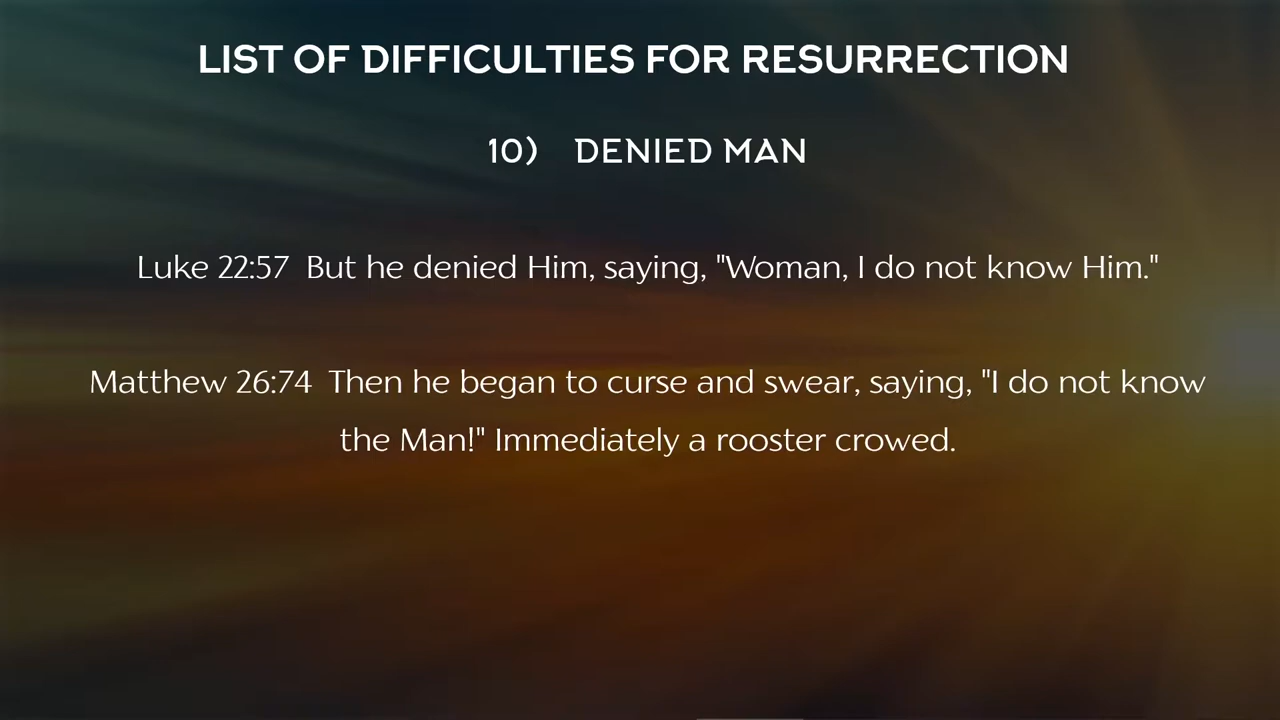 LIST OF DIFFICULTIES FOR RESURRECTION
10) DENIED MAN
Luke 22:57 But he denied Him, saying, "Woman, I do not know Him."
Matthew 26:74 Then he began to curse and swear, saying, "I do not know
the Man!" Immediately a rooster crowed.